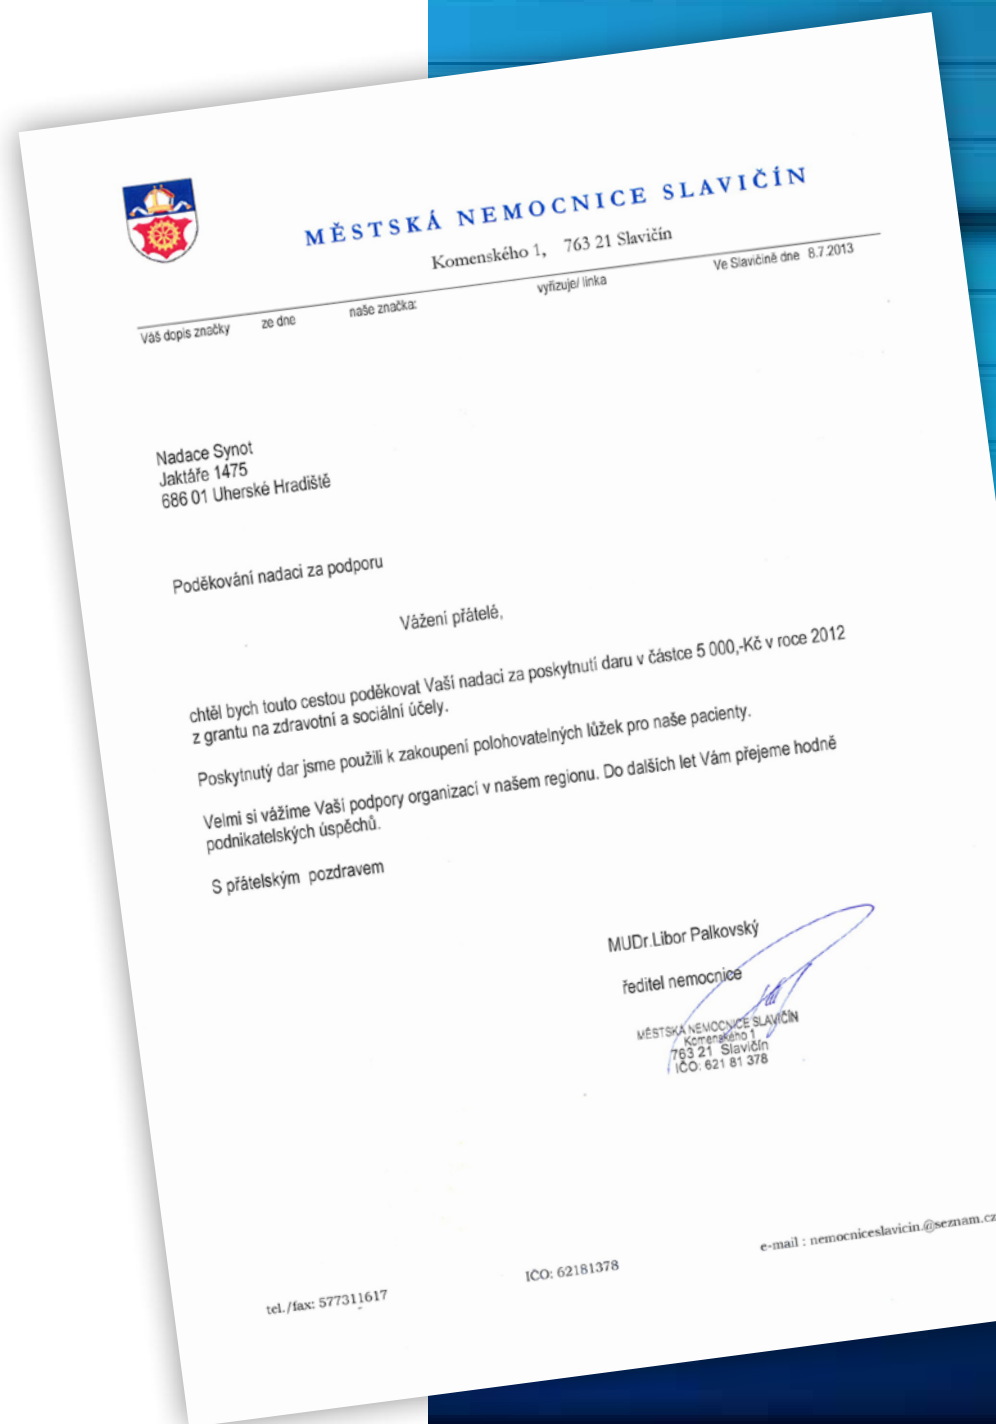 MĚSTSKÁ NEMOCNICE SLAVIČÍN
Komenského 1, 763 21 Slavičín
Váš dopis značky ze dne naše značka: vyřizuje/ linka Ve Slavičíně dne 8.7.2013
Nadace Synot
Jaktáře 1475
686 01 Uherské Hradiště
Poděkování nadaci za podporu
Vážení přátelé,
chtěl bych touto cestou poděkovat Vaší nadaci za poskytnutí daru v částce 5 000,-Kč v roce 2012
z grantu na zdravotní a sociální účely.
Poskytnutý dar jsme použili k zakoupení polohovatelných lůžek pro naše pacienty.
Velmi si vážíme Vaší podpory organizací v našem regionu. Do dalších let Vám přejeme hodně
podnikatelských úspěchů.
S přátelským pozdravem
MUDr.Libor Palkovský
ředitel nemocnice
MĚSTSKÁ NEMOCNICE SLAVIČÍN
Komenského 1
763 21 Slavičín
IČO: 621 81 378
tel./fax: 577311617 IČO: 62181378 e-mail : nemocniceslavicin.@seznam.cz